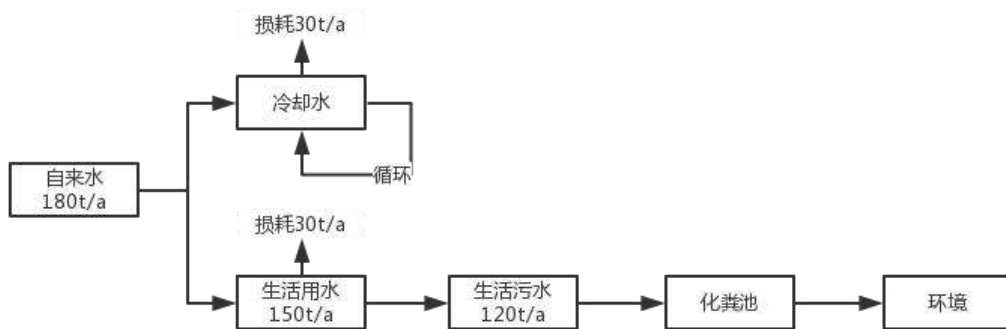 损耗30t/a
冷却水
循环
自来水
180t/a
损耗30t/a
生活用水
150t/a
生活污水
120t/a
化粪池
环境